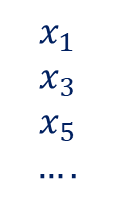 x₁
x₃
x₅
....